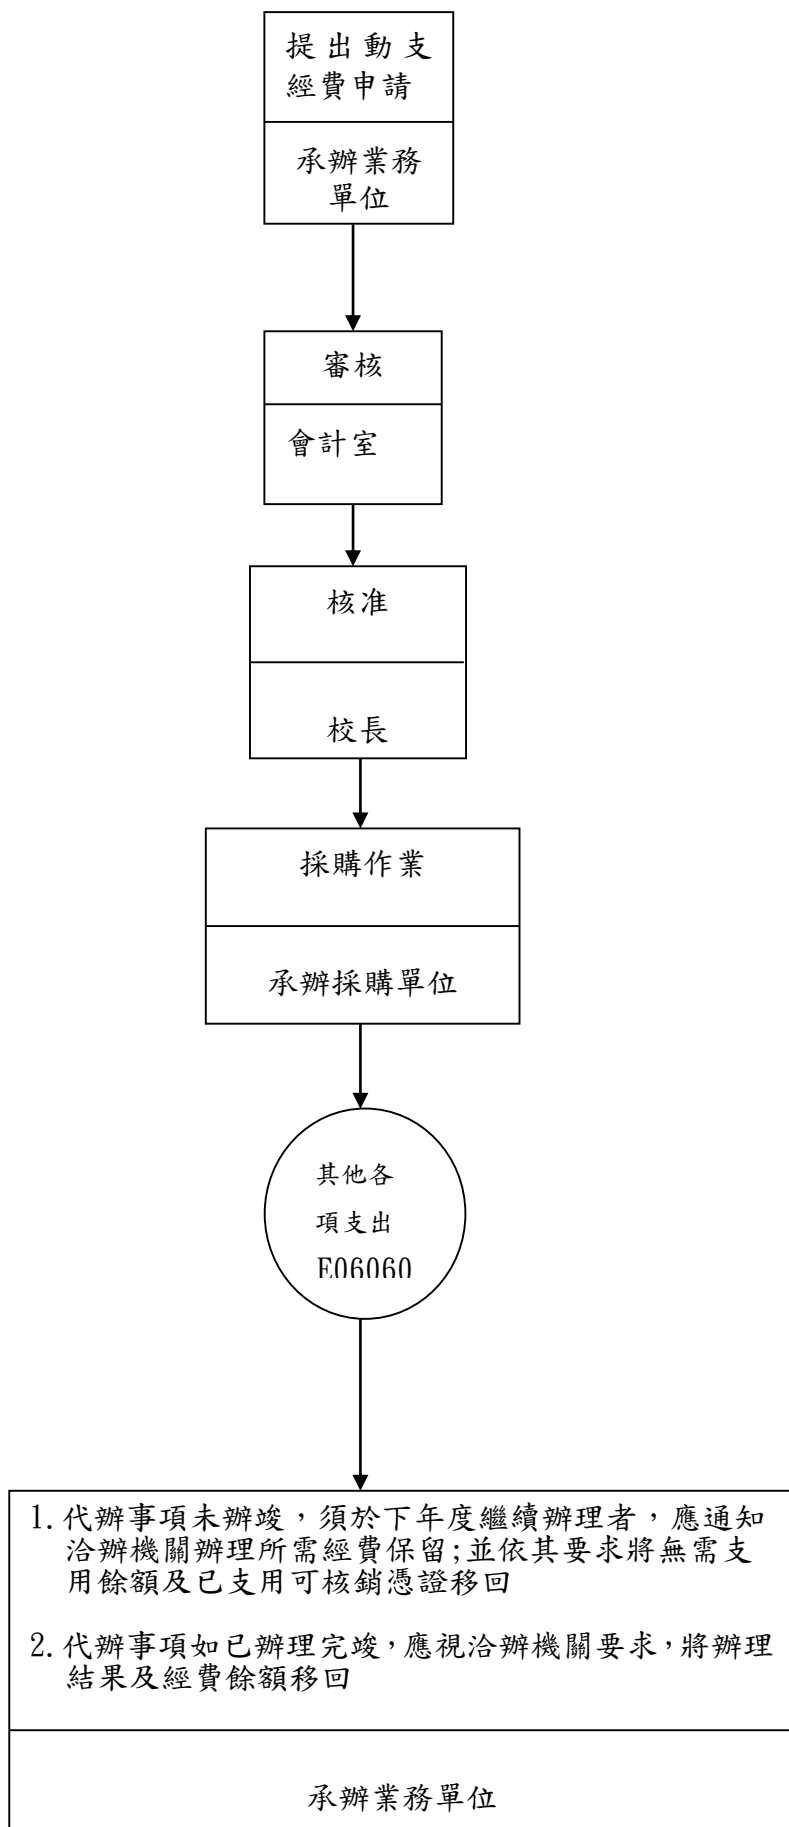 提出動支
經費申請
承辦業務
單位
審核
會計室
核准
校長
採購作業
承辦採購單位
其他各
項支出
E06060
1.代辦事項未辦竣，須於下年度繼續辦理者，應通知
洽辦機關辦理所需經費保留;並依其要求將無需支
用餘額及已支用可核銷憑證移回
2.代辦事項如已辦理完竣，應視洽辦機關要求，將辦理
結果及經費餘額移回
承辦業務單位